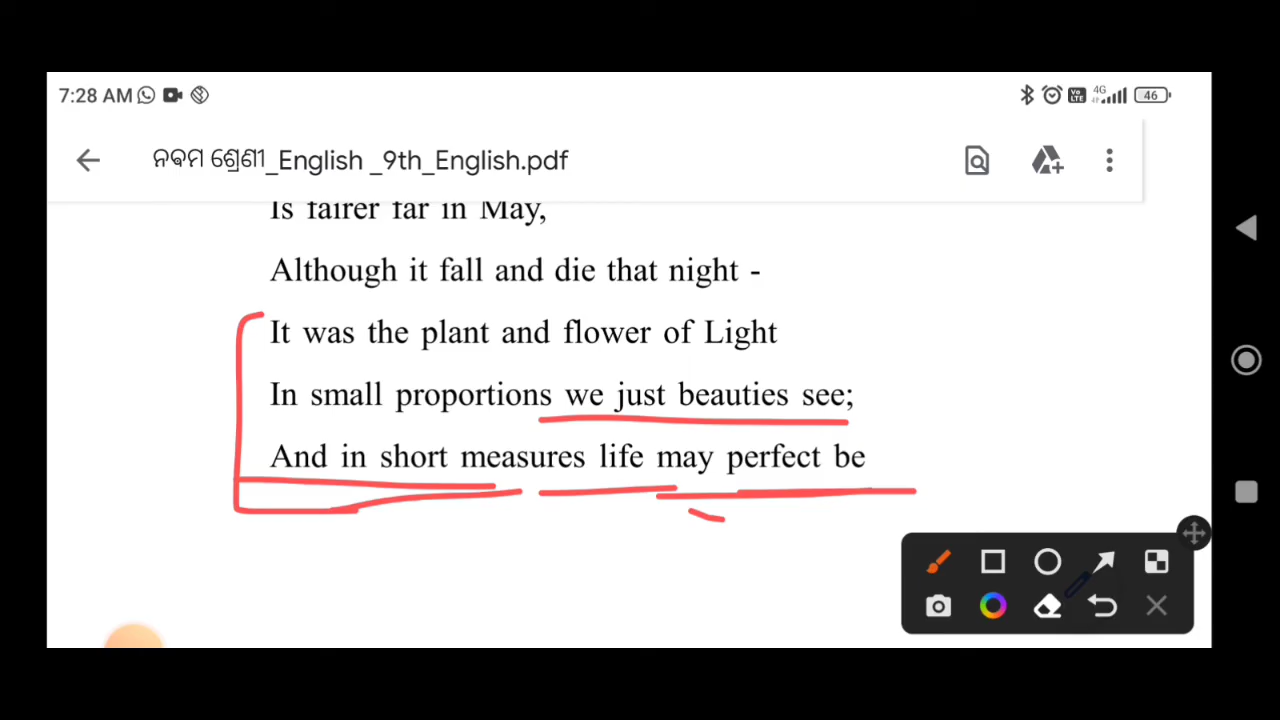 7:28 AM 4G 46
ନବମ ଶ୍ରେଣୀ_English _9th_English.pdf
Is fairer far in May,
Although it fall and die that night -
It was the plant and flower of Light
In small proportions we just beauties see;
And in short measures life may perfect be